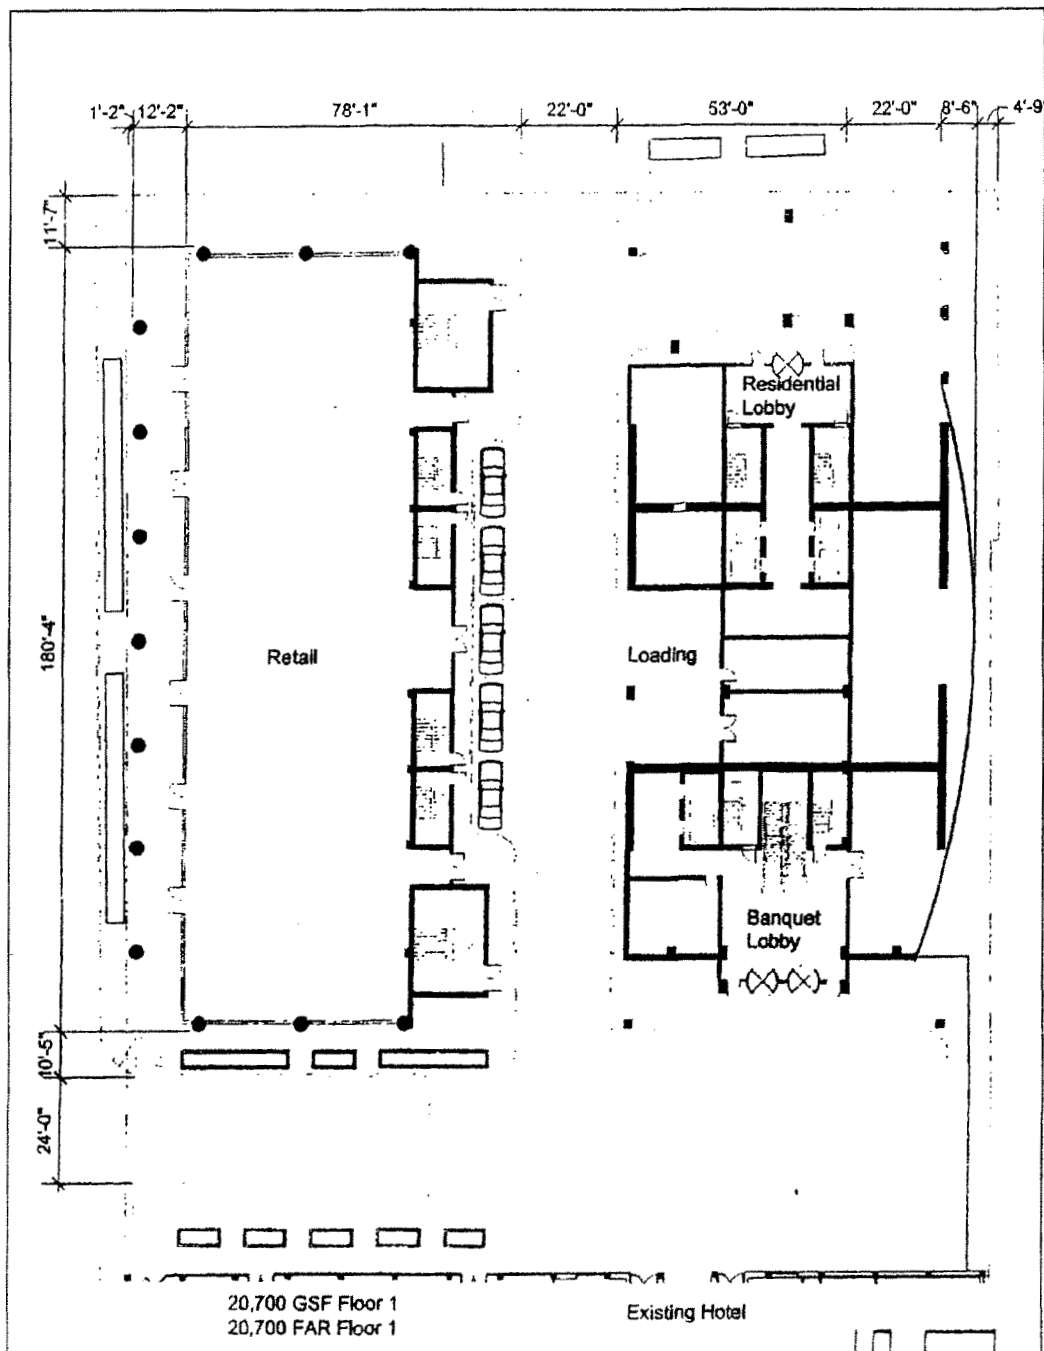 1'-2" 12'-2" 78'-1" 22'-0" 53'-0" 22'-0" 8'-6" 4'-9"
11'-7"
Residential
Lobby
180'-4"
Retail
Loading
Banquet
Lobby
10'-5"
24'-0"
20,700 GSF Floor 1
20,700 FAR Floor 1
Existing Hotel